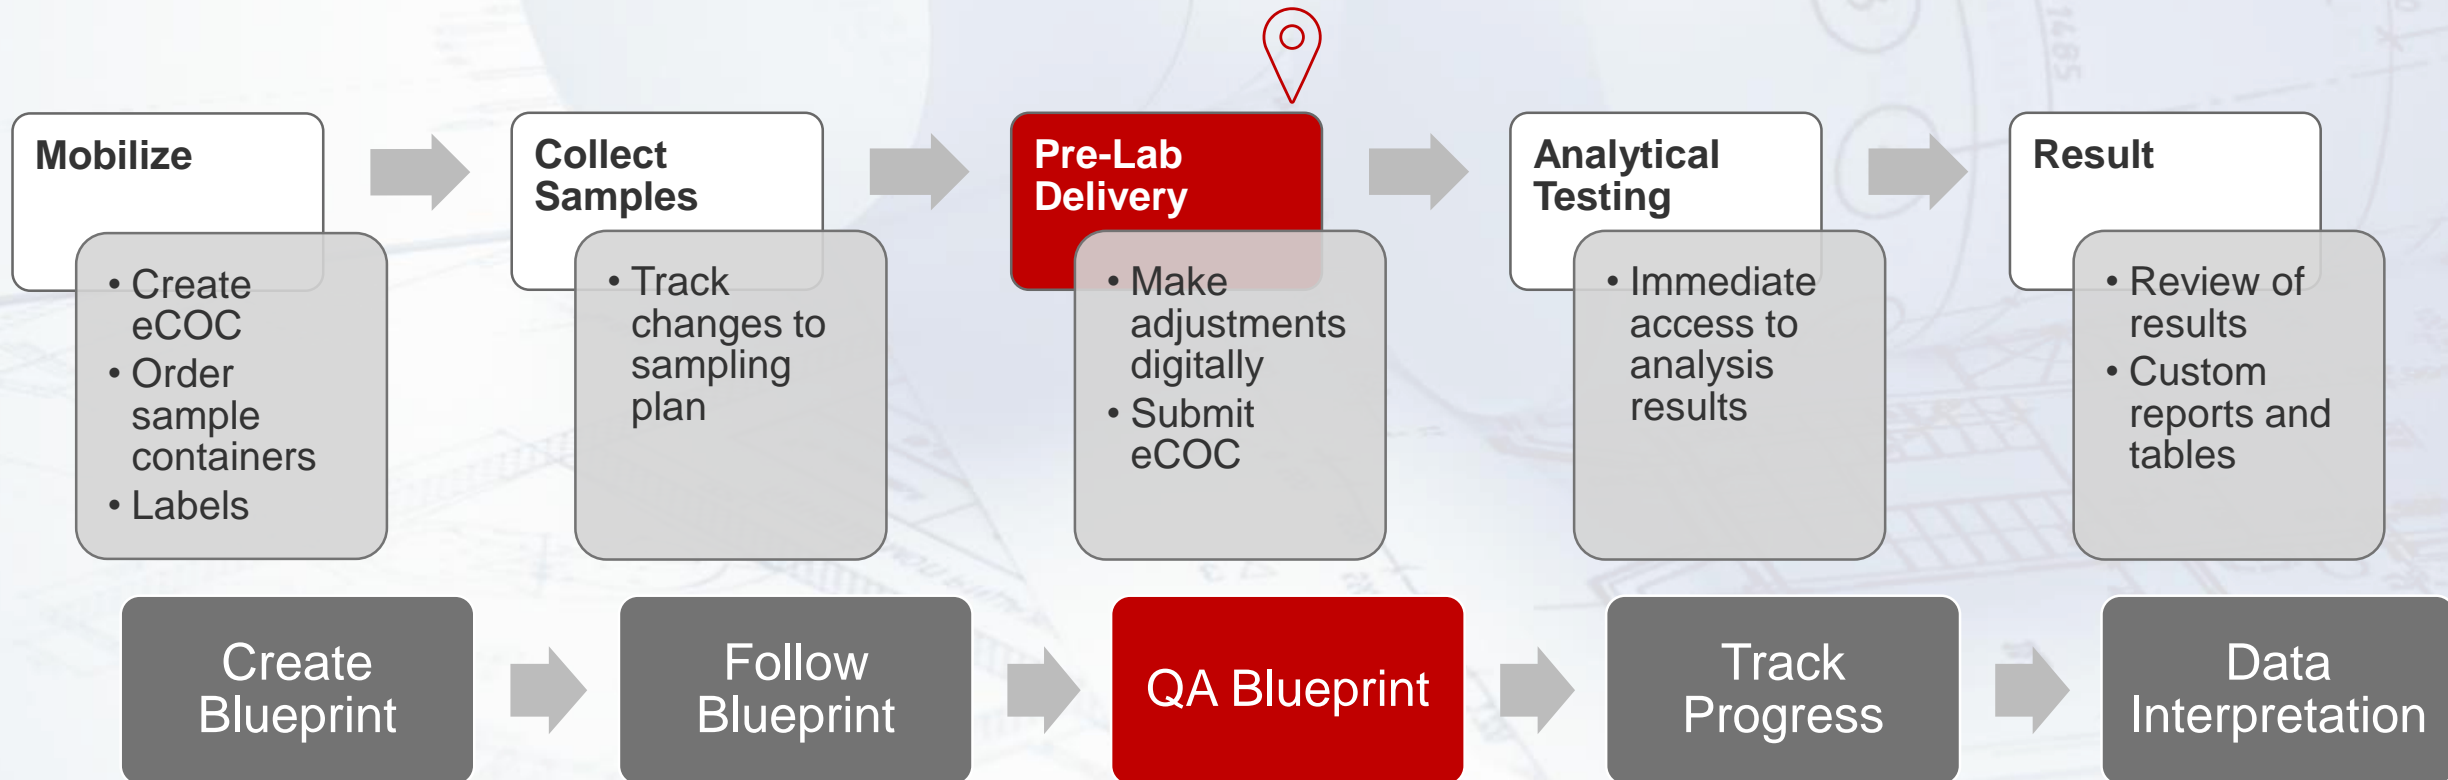 Mobilize
• Create
eCOC
• Order
sample
containers
• Labels
Collect
Samples
• Track
changes to
sampling
plan
Pre-Lab
Delivery
• Make
adjustments
digitally
• Submit
eCOC
Analytical
Testing
• Immediate
access to
analysis
results
Result
• Review of
results
• Custom
reports and
tables
Create
Blueprint
Follow
Blueprint
QA Blueprint
Track
Progress
Data
Interpretation